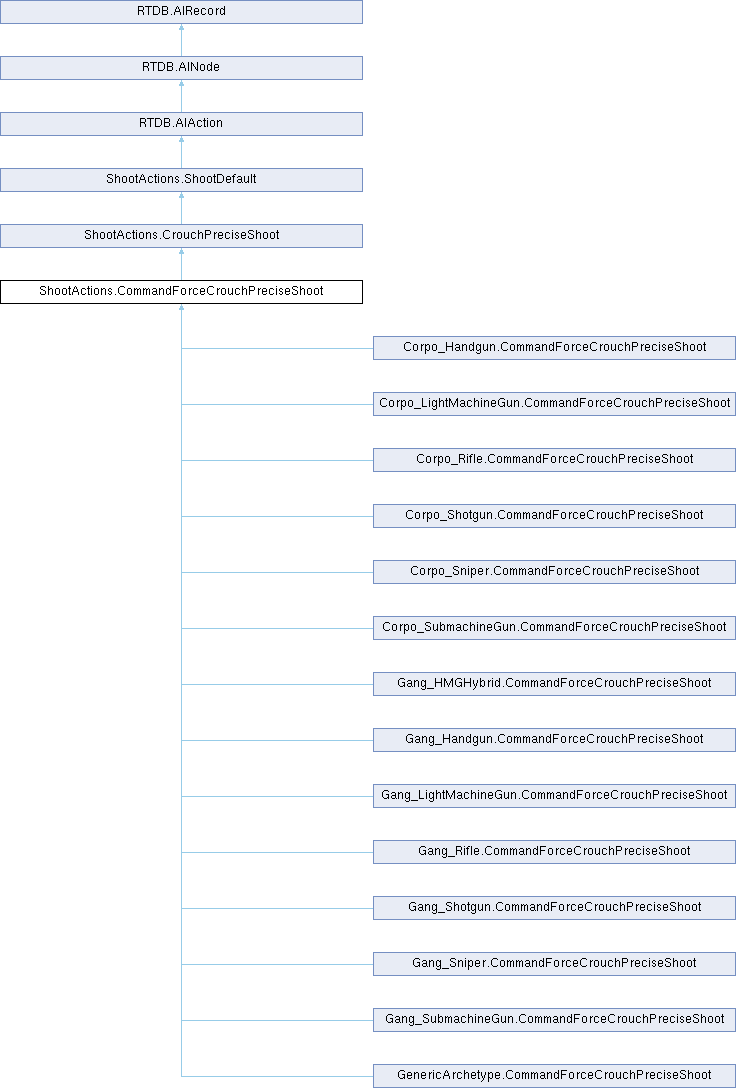 RTDB.AIRecord
RTDB.AINode
RTDB.AIAction
ShootActions.ShootDefault
ShootActions.CrouchPreciseShoot
ShootActions.CommandForceCrouchPreciseShoot
Corpo_Handgun.CommandForceCrouchPreciseShoot
Corpo_LightMachineGun.CommandForceCrouchPreciseShoot
Corpo_Rifle.CommandForceCrouchPreciseShoot
Corpo_Shotgun.CommandForceCrouchPreciseShoot
Corpo_Sniper.CommandForceCrouchPreciseShoot
Corpo_SubmachineGun.CommandForceCrouchPreciseShoot
Gang_HMGHybrid.CommandForceCrouchPreciseShoot
Gang_Handgun.CommandForceCrouchPreciseShoot
Gang_LightMachineGun.CommandForceCrouchPreciseShoot
Gang_Rifle.CommandForceCrouchPreciseShoot
Gang_Shotgun.CommandForceCrouchPreciseShoot
Gang_Sniper.CommandForceCrouchPreciseShoot
Gang_SubmachineGun.CommandForceCrouchPreciseShoot
GenericArchetype.CommandForceCrouchPreciseShoot